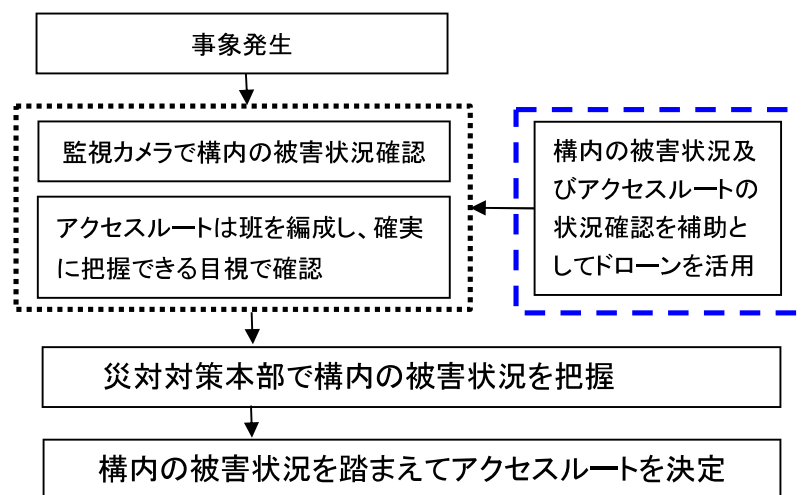 事象発生
監視カメラで構内の被害状況確認
アクセスルートは班を編成し、確実
に把握できる目視で確認
構内の被害状況及
びアクセスルートの
状況確認を補助と
してドローンを活用
災対対策本部で構内の被害状況を把握
構内の被害状況を踏まえてアクセスルートを決定